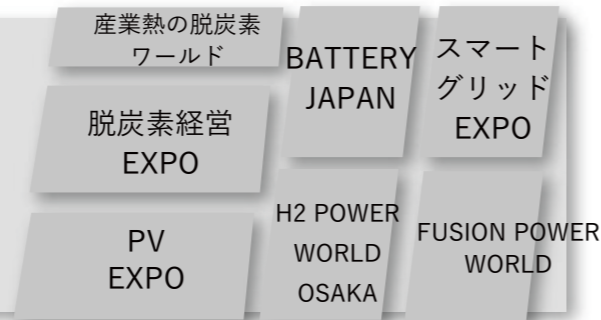 産業熱の脱炭素
ワールド
脱炭素経営
EXPO
PV
EXPO
BATTERY
JAPAN
H2 POWER
WORLD
OSAKA
スマート
グリッド
EXPO
FUSION POWER
WORLD